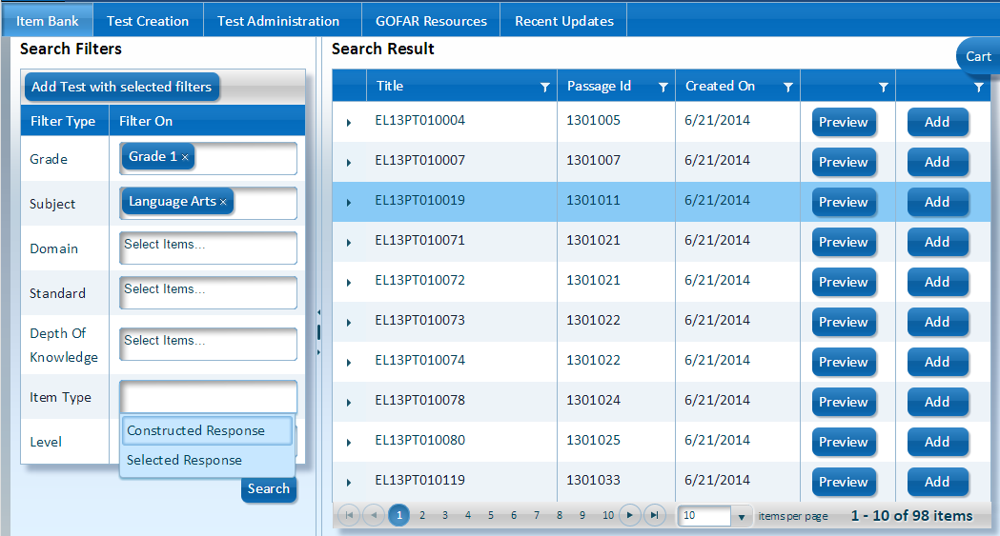 Item Bank Test Creation Test Administration GOFAR Resources Recent Updates
Search Filters
Add Test with selected filters
Filter Type Filter On
Grade Grade 1 ×
Subject Language Arts ×
Domain Select Items...
Standard Select Items...
Depth Of
Knowledge Select Items...
Item Type
Constructed Response
Selected Response
Level
Search
Search Result
Cart
Title Passage Id Created On
EL13PT010004 1301005 6/21/2014 Preview Add
EL13PT010007 1301007 6/21/2014 Preview Add
EL13PT010019 1301011 6/21/2014 Preview Add
EL13PT010071 1301021 6/21/2014 Preview Add
EL13PT010072 1301021 6/21/2014 Preview Add
EL13PT010073 1301022 6/21/2014 Preview Add
EL13PT010074 1301022 6/21/2014 Preview Add
EL13PT010078 1301024 6/21/2014 Preview Add
EL13PT010080 1301025 6/21/2014 Preview Add
EL13PT010119 1301033 6/21/2014 Preview Add
1 2 3 4 5 6 7 8 9 10 10 items per page 1 - 10 of 98 items